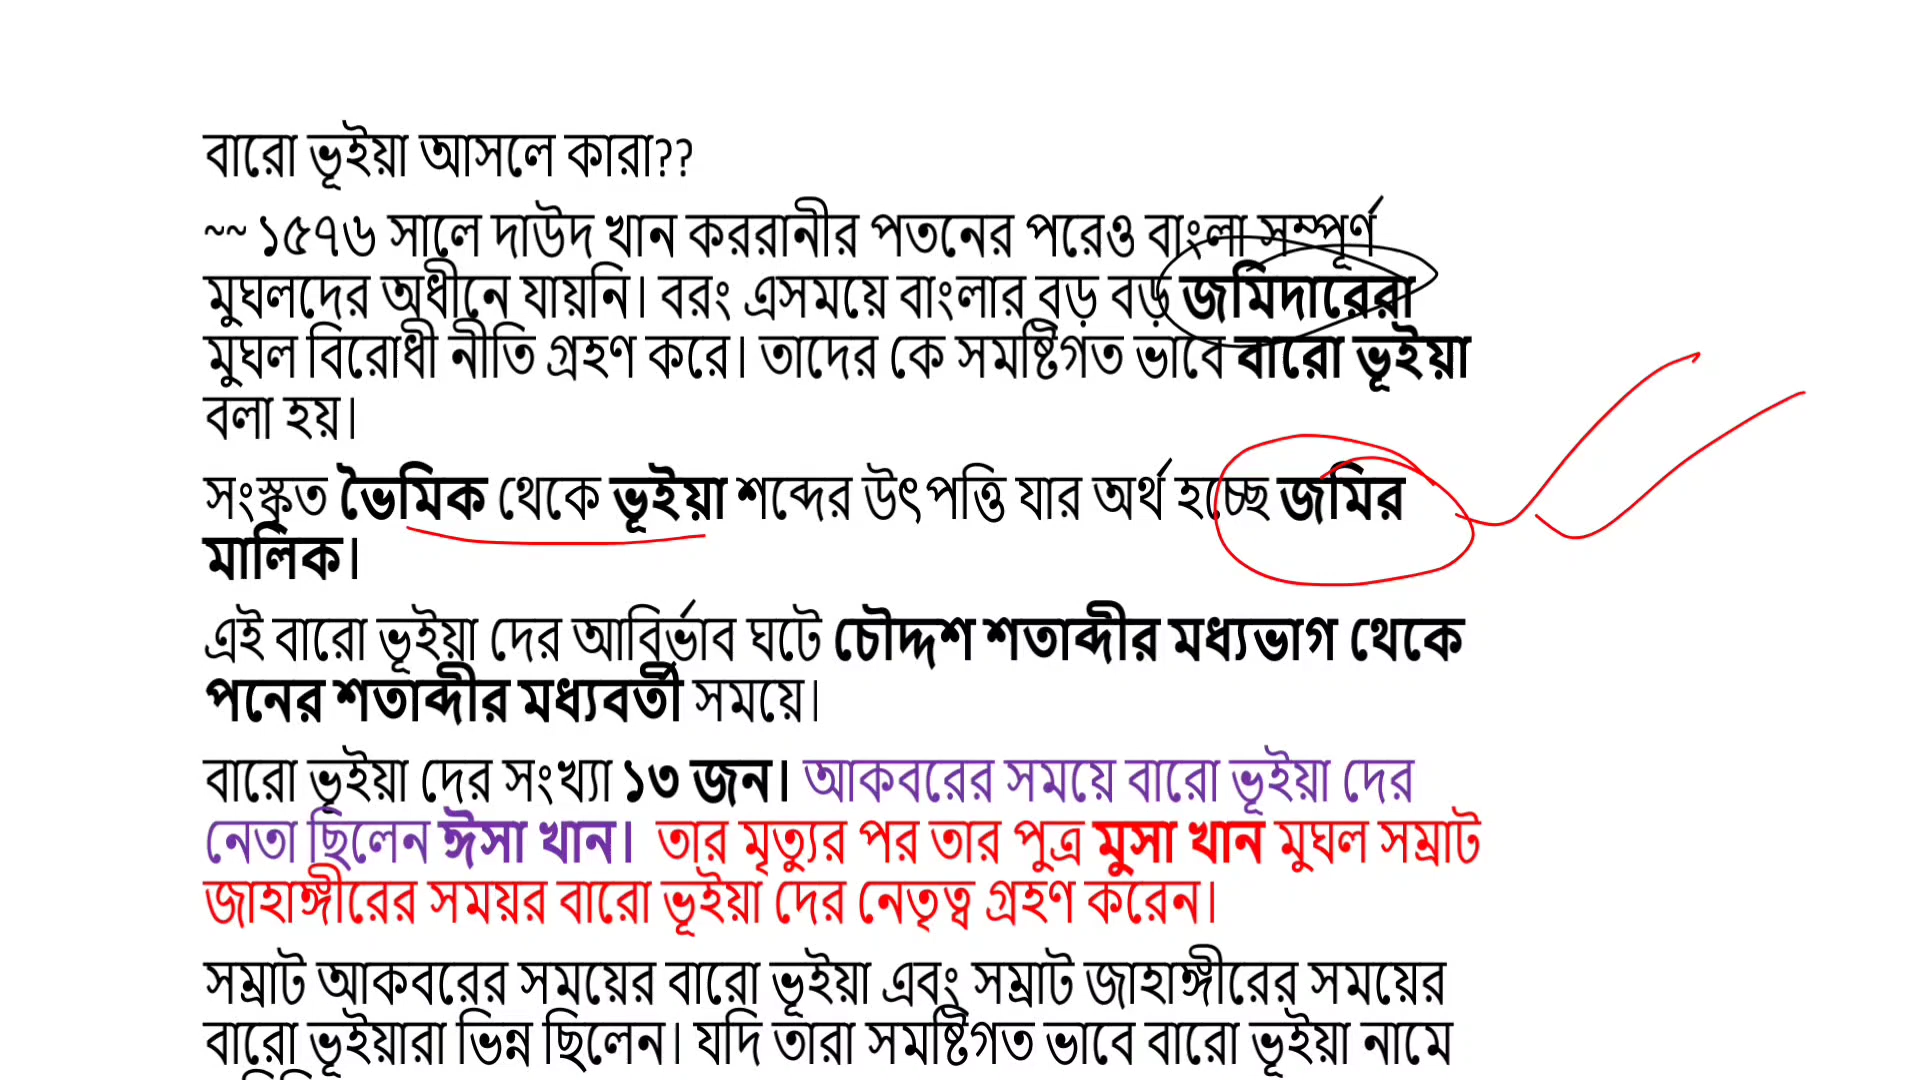 বারো ভূইয়া আসলে কারা??
~~ ১৫৭৬ সালে দাউদ খান কররানীর পতনের পরেও বাংলা সম্পূর্ণ
মুঘলদের অধীনে যায়নি। বরং এসময়ে বাংলার বড় বড় জমিদারেরা
মুঘল বিরোধী নীতি গ্রহণ করে। তাদের কে সমষ্টিগত ভাবে বারো ভূইয়া
বলা হয়।
সংস্কৃত ভৈমিক থেকে ভূইয়া শব্দের উৎপত্তি যার অর্থ হচ্ছে জমির
মালিক।
এই বারো ভূইয়া দের আবির্ভাব ঘটে চৌদ্দশ শতাব্দীর মধ্যভাগ থেকে
পনের শতাব্দীর মধ্যবর্তী সময়ে।
বারো ভূইয়া দের সংখ্যা ১৩ জন। আকবরের সময়ে বারো ভূইয়া দের
নেতা ছিলেন ঈসা খান। তার মৃত্যুর পর তার পুত্র মুসা খান মুঘল সম্রাট
জাহাঙ্গীরের সময়র বারো ভূইয়া দের নেতৃত্ব গ্রহণ করেন।
সম্রাট আকবরের সময়ের বারো ভূইয়া এবং সম্রাট জাহাঙ্গীরের সময়ের
বারো ভূইয়ারা ভিন্ন ছিলেন। যদি তারা সমষ্টিগত ভাবে বারো ভূইয়া নামে